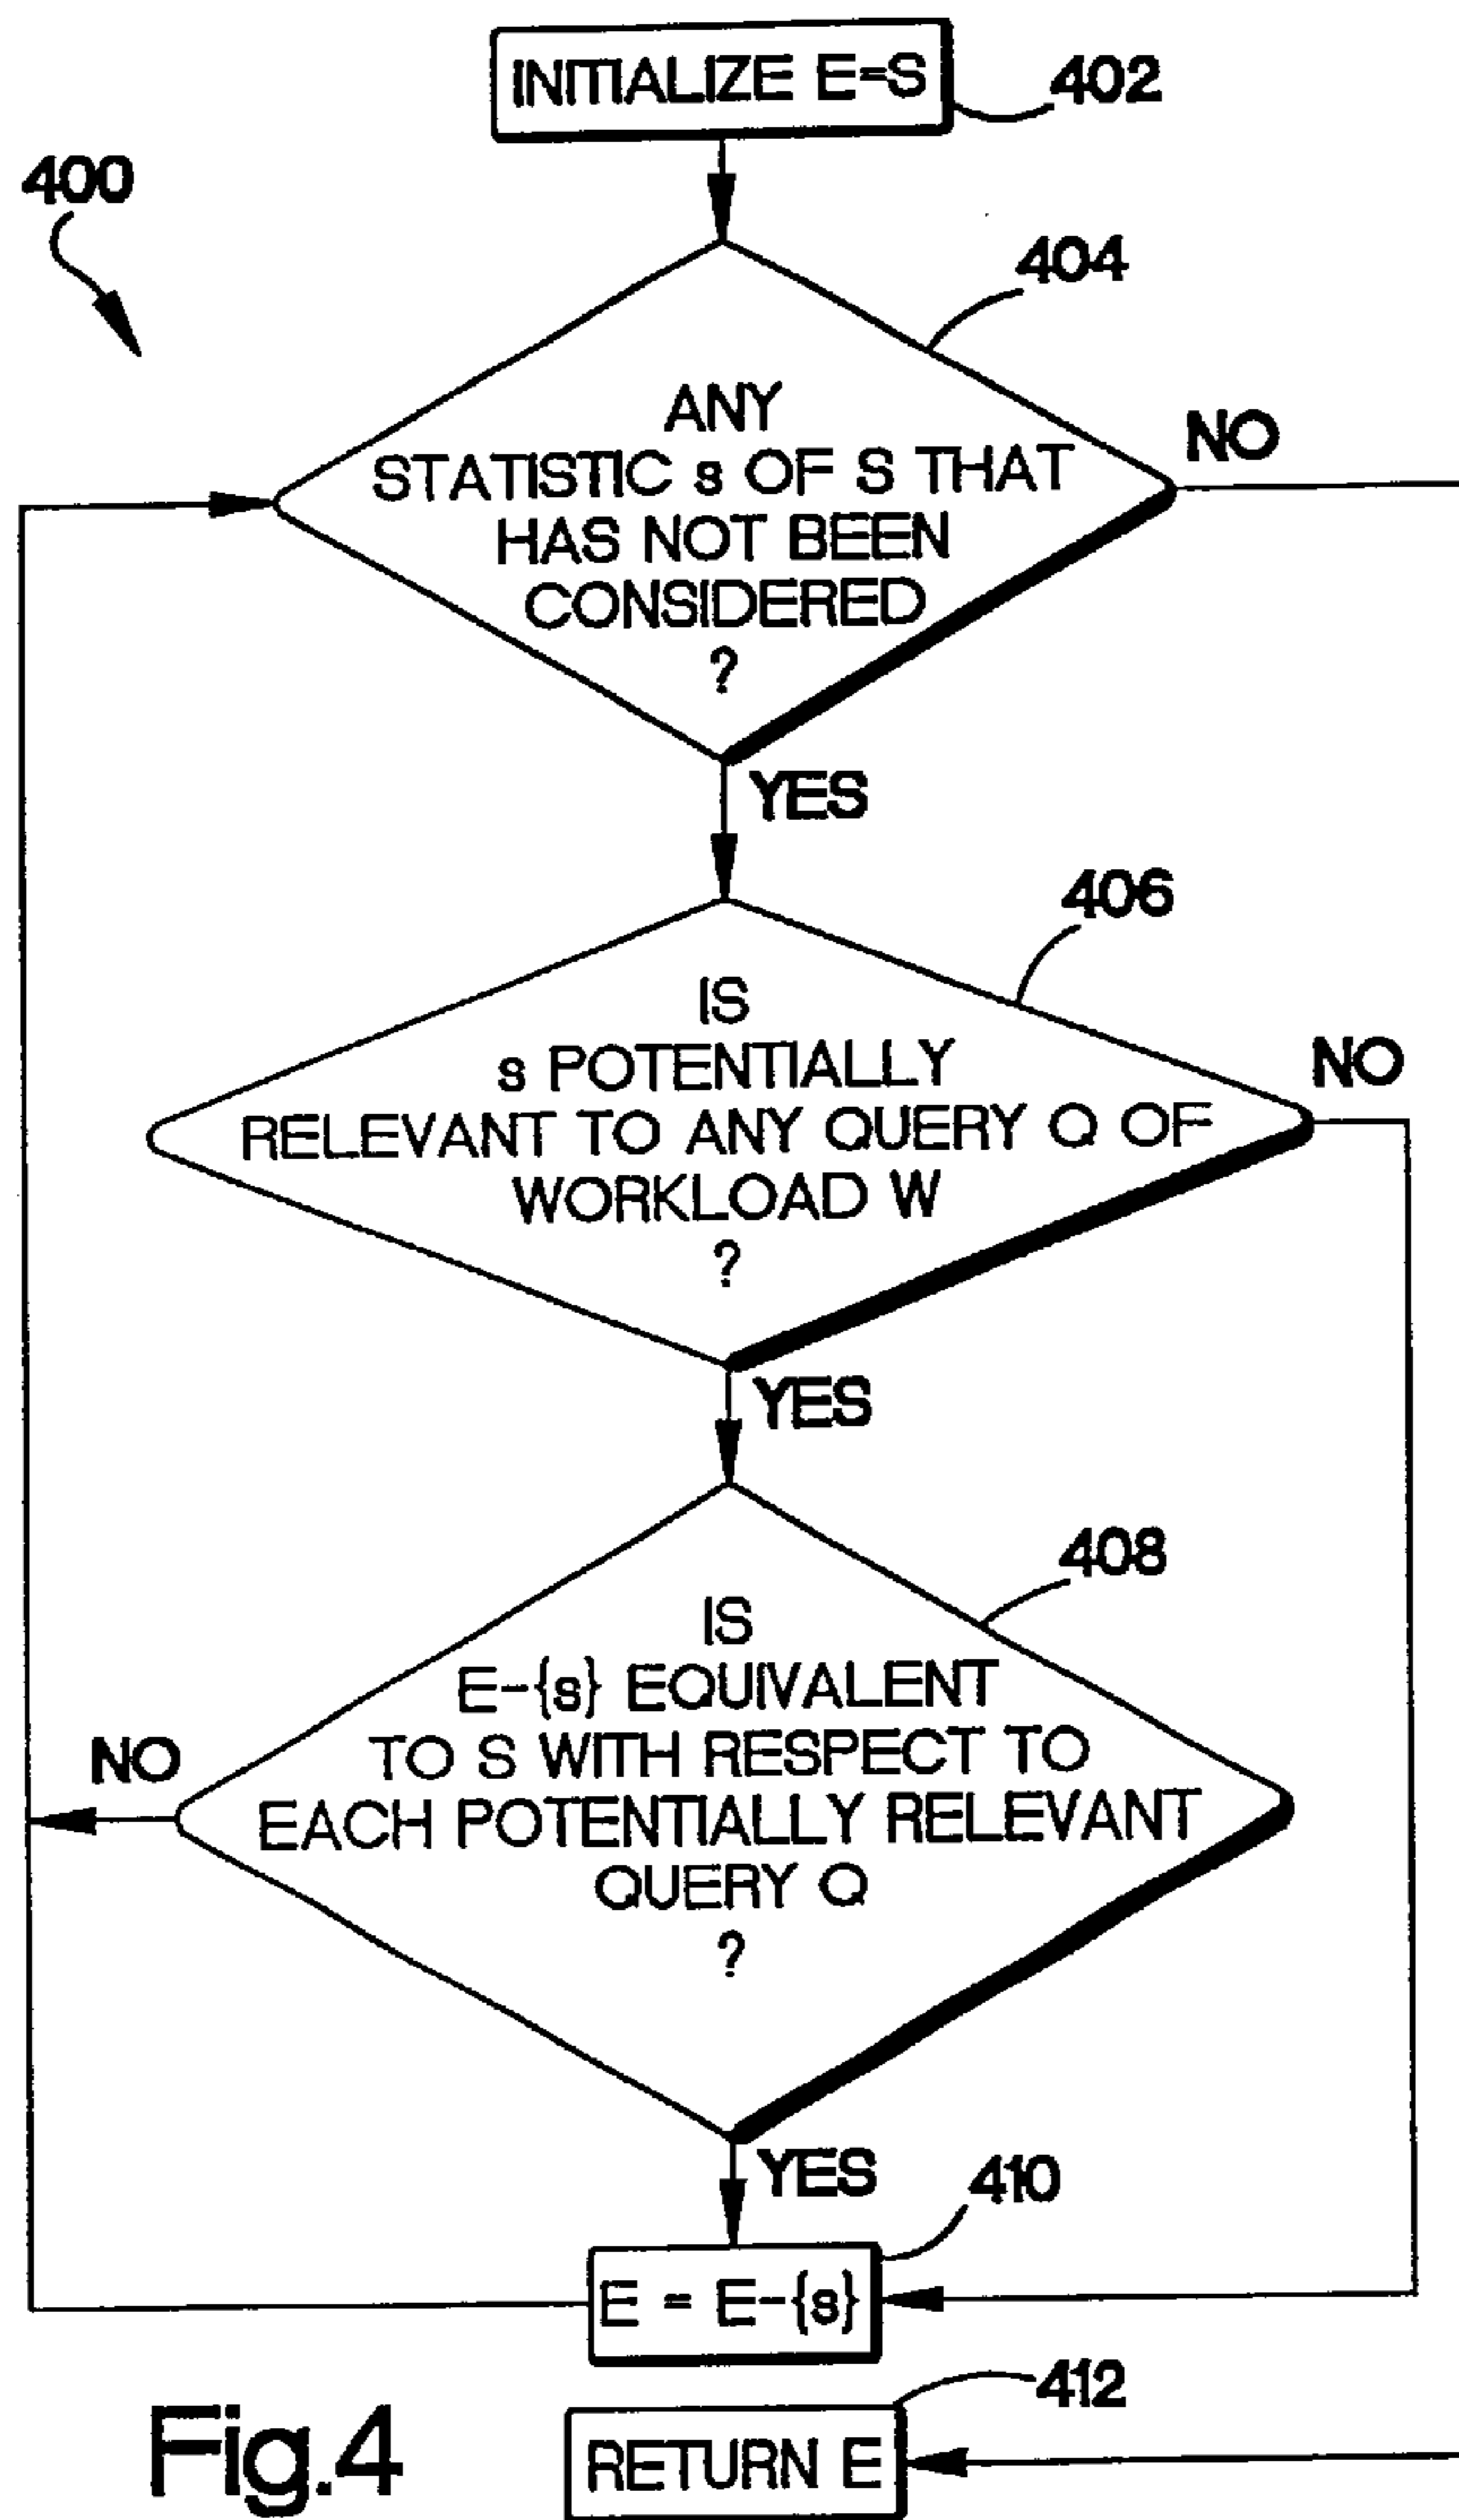 INITIALIZE E=S
402
400
404
ANY
STATISTIC s OF S THAT
HAS NOT BEEN
CONSIDERED
?
NO
YES
406
IS
s POTENTIALLY
RELEVANT TO ANY QUERY Q OF
WORKLOAD W
?
NO
YES
408
IS
E-{s} EQUIVALENT
TO S WITH RESPECT TO
EACH POTENTIALLY RELEVANT
QUERY Q
?
NO
YES
410
E = E-{s}
412
RETURN E
Fig.4